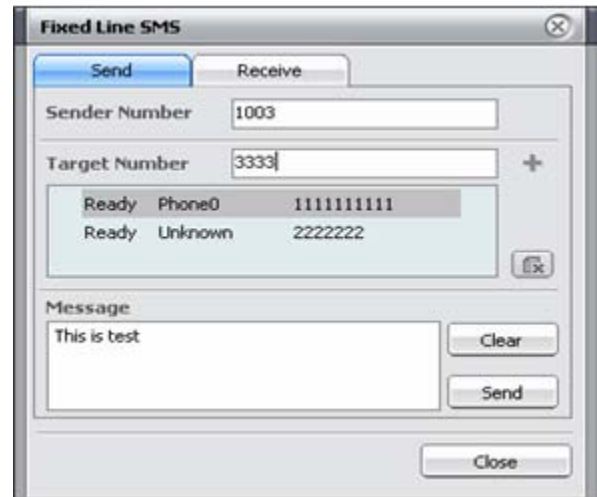 Fixed Line SMS
Send Receive
Sender Number 1003
Target Number 3333
Ready Phone0 1111111111
Ready Unknown 2222222
Message
This is test
Clear
Send
Close